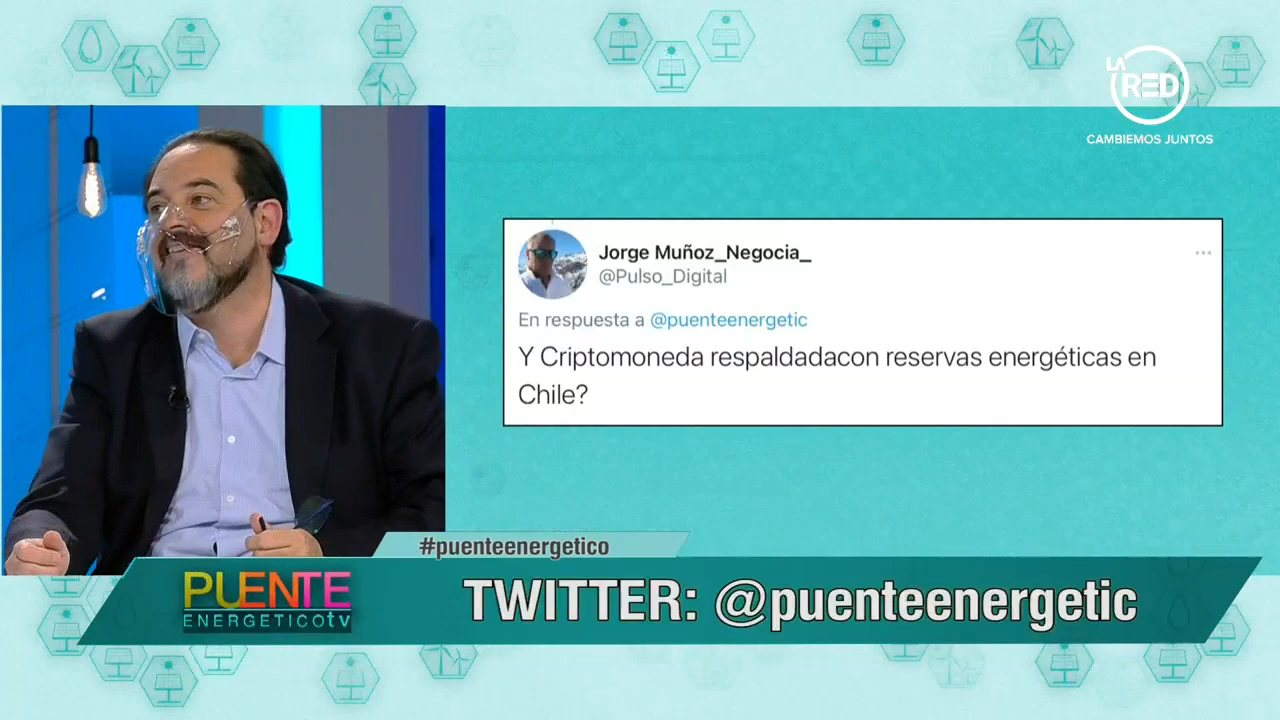 LA
RED
CAMBIEMOS JUNTOS
Jorge Muñoz_Negocia_
@Pulso_Digital
En respuesta a @puenteenergetic
Y Criptomoneda respaldadacon reservas energéticas en
Chile?
#puenteenergetico
PUENTE
ENERGETICOtv
TWITTER: @puenteenergetic